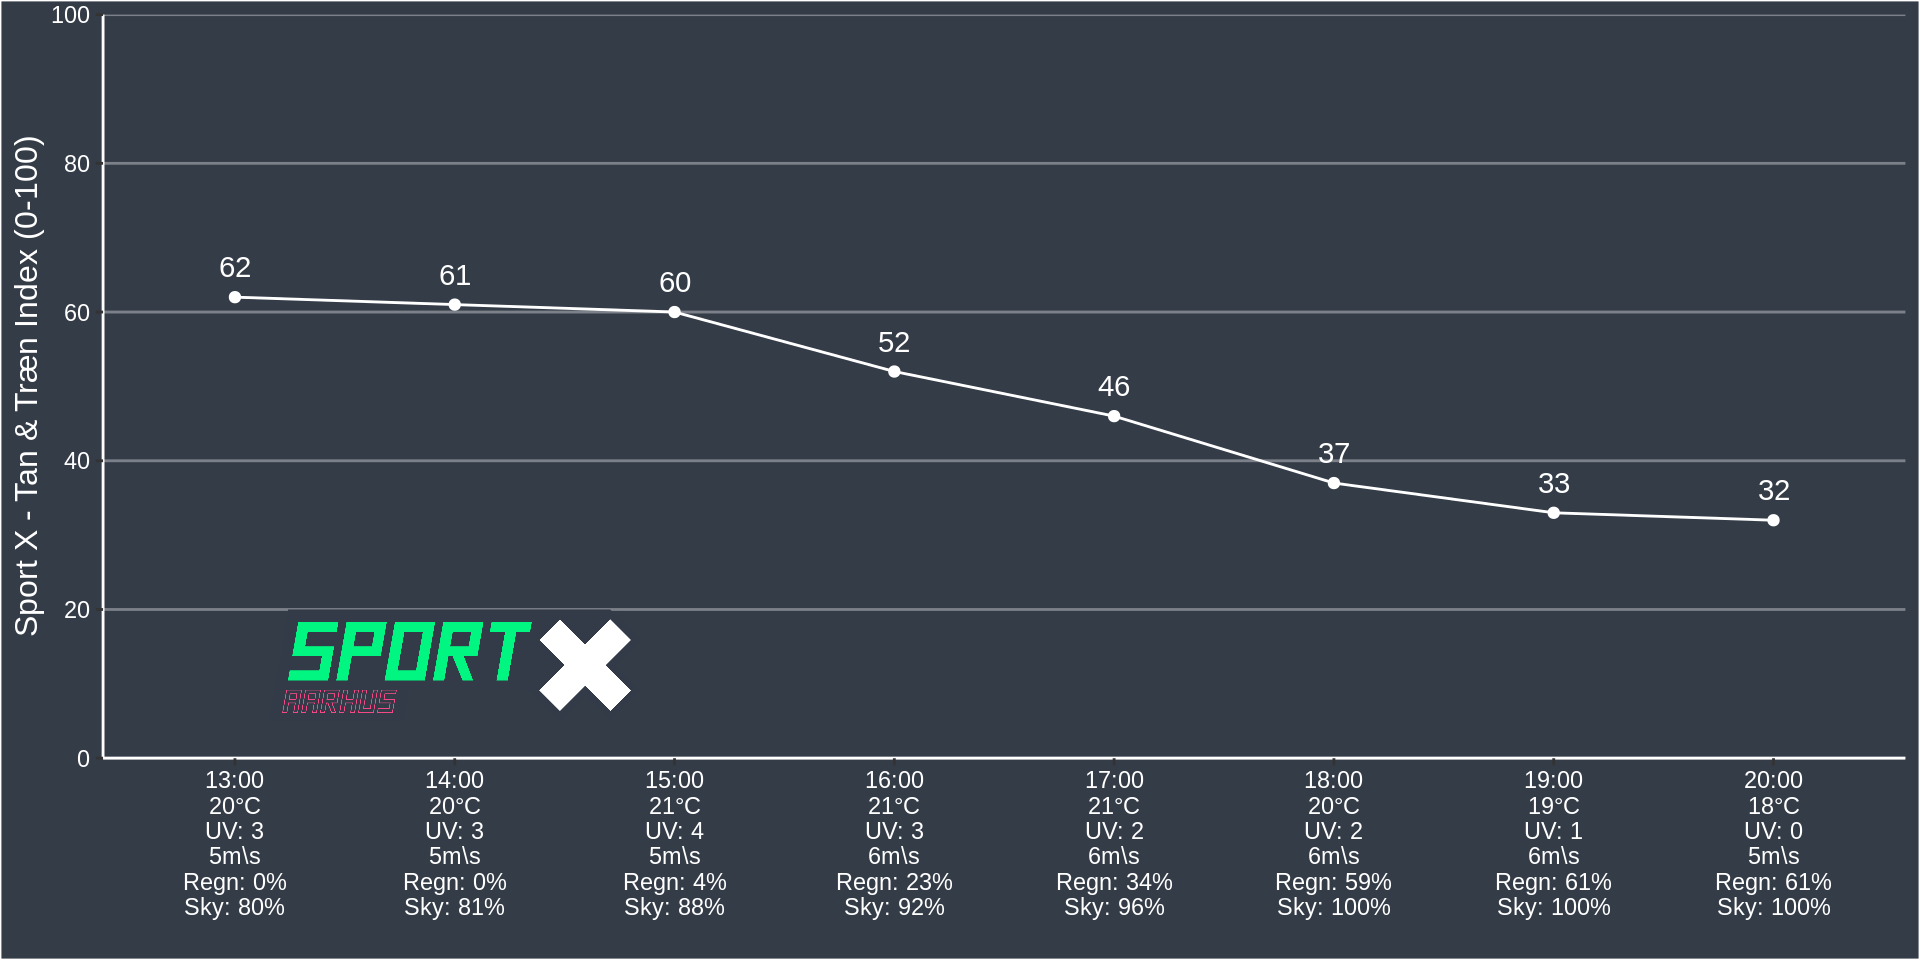 Sport X - Tan & Træn Index (0-100)
100
80
60
40
20
0
62
61
60
52
46
37
33
32
SPORT X
AARHUS
13:00
20°C
UV: 3
5m\s
Regn: 0%
Sky: 80%
14:00
20°C
UV: 3
5m\s
Regn: 0%
Sky: 81%
15:00
21°C
UV: 4
5m\s
Regn: 4%
Sky: 88%
16:00
21°C
UV: 3
6m\s
Regn: 23%
Sky: 92%
17:00
21°C
UV: 2
6m\s
Regn: 34%
Sky: 96%
18:00
20°C
UV: 2
6m\s
Regn: 59%
Sky: 100%
19:00
19°C
UV: 1
6m\s
Regn: 61%
Sky: 100%
20:00
18°C
UV: 0
5m\s
Regn: 61%
Sky: 100%